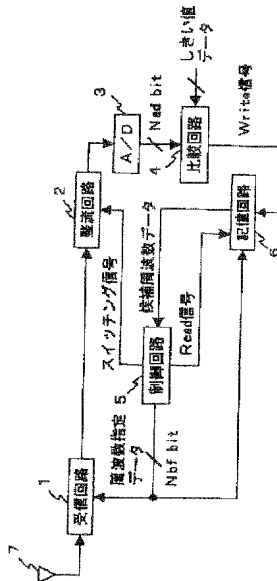 7
1
受信回路
2
整流回路
3
A/D
Nad bit
しきい値
データ
4
比較回路
Write信号
スイッチング信号
候補周波数データ
周波数指定
データ
5
制御回路
Nbf bit
Read信号
記憶回路
6